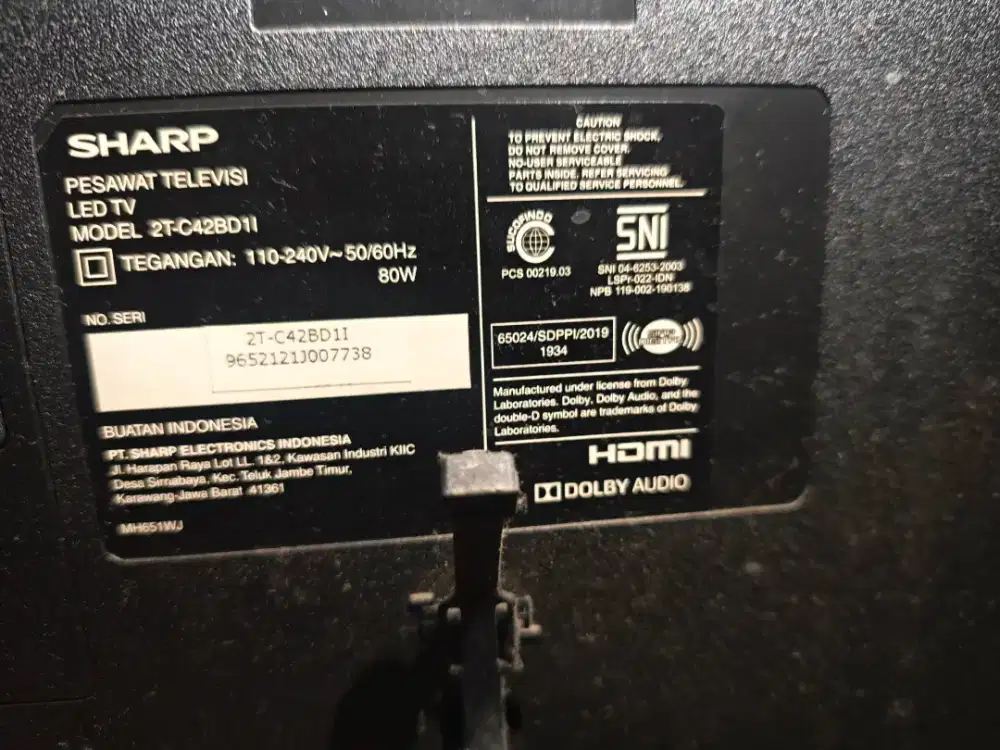 SHARP
PESAWAT TELEVISI
LED TV
MODEL 2T-C42BD1I
TEGANGAN: 110-240V~50/60Hz
80W
NO. SERI
2T-C42BD1I
9652121J007738
BUATAN INDONESIA
PT. SHARP ELECTRONICS INDONESIA
Jl. Harapan Raya Lot LL. 1&2, Kawasan Industri KIIC
Desa Sirnabaya, Kec. Teluk Jambe Timur,
Karawang-Jawa Barat 41361
MH651WJ
CAUTION
TO PREVENT ELECTRIC SHOCK,
DO NOT REMOVE COVER.
NO-USER SERVICEABLE
PARTS INSIDE. REFER SERVICING
TO QUALIFIED SERVICE PERSONNEL.
SUCOFINDO
PCS 00219.03
SNI
SNI 04-6253-2003
LSPr-022-IDN
NPB 119-002-190138
65024/SDPPI/2019
1934
Manufactured under license from Dolby
Laboratories. Dolby, Dolby Audio, and the
double-D symbol are trademarks of Dolby
Laboratories.
HDMI
DOLBY AUDIO